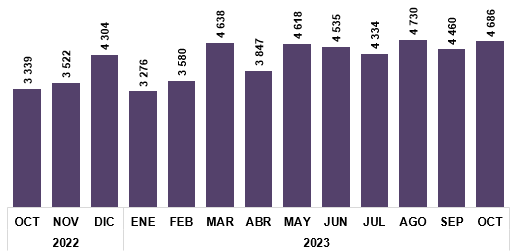 3 339 3 522 4 304 3 276 3 580 4 638 3 847 4 618 4 535 4 334 4 730 4 460 4 686
OCT NOV DIC ENE FEB MAR ABR MAY JUN JUL AGO SEP OCT
2022 2023